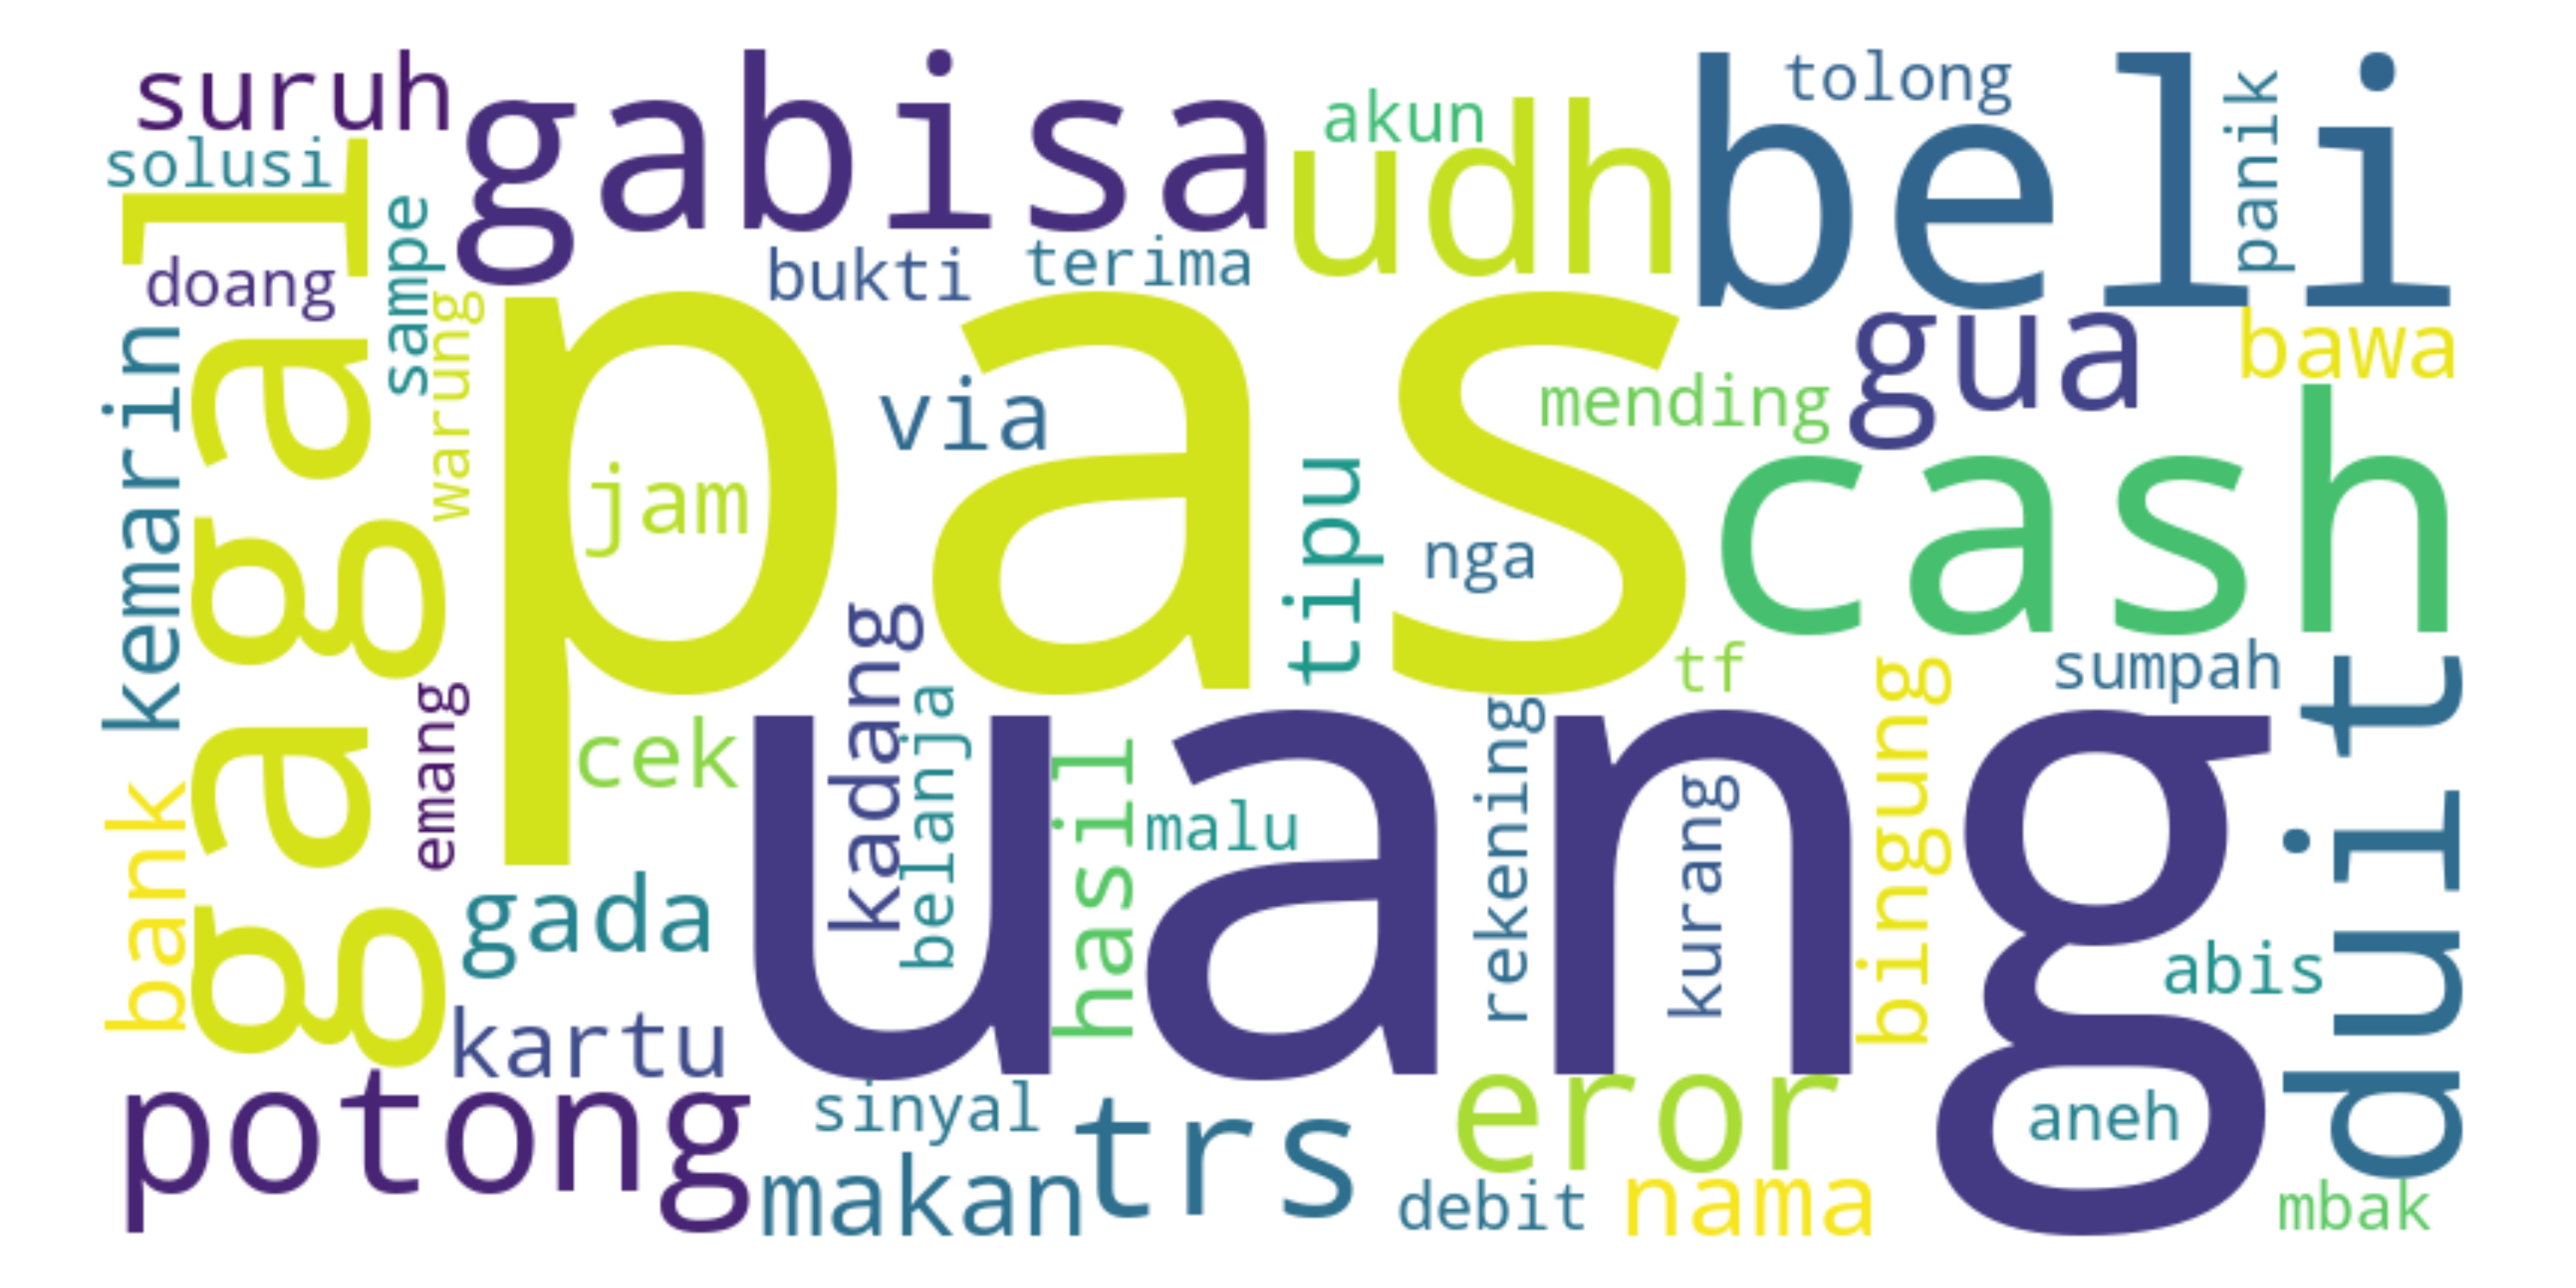 suruh
gabisa
akun
udh
beli
tolong
panik
solusi
gagal
doang
sampe
warung
bukti
terima
pas
gua
bawa
kemarin
via
mending
jam
tipu
nga
cash
tf
sumpah
emang
cek
kadang
belanja
uang
hasil
malu
rekening
kurang
bingung
duit
bank
gada
abis
kartu
potong
sinyal
trs
eror
aneh
makan
debit
nama
mbak